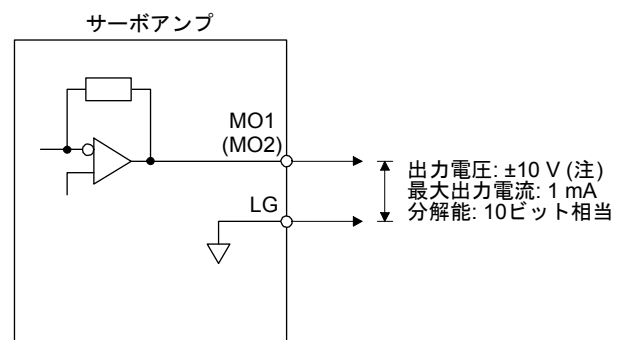 サーボアンプ
MO1
(MO2)
LG
出力電圧: ±10 V (注)
最大出力電流: 1 mA
分解能: 10ビット相当